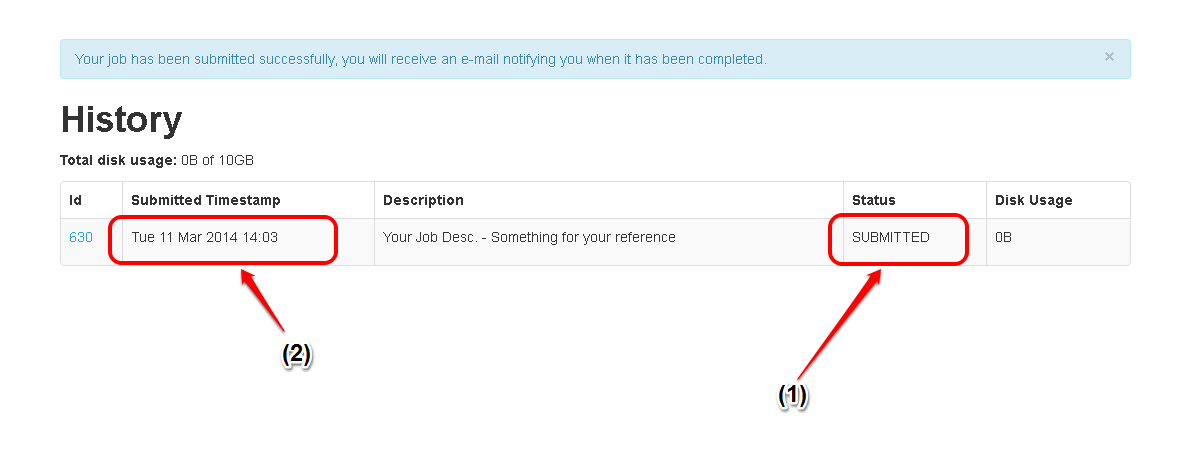 Your job has been submitted successfully, you will receive an e-mail notifying you when it has been completed. ×
History
Total disk usage: 0B of 10GB
Id Submitted Timestamp Description Status Disk Usage
630 Tue 11 Mar 2014 14:03 Your Job Desc. - Something for your reference SUBMITTED 0B
(2)
(1)